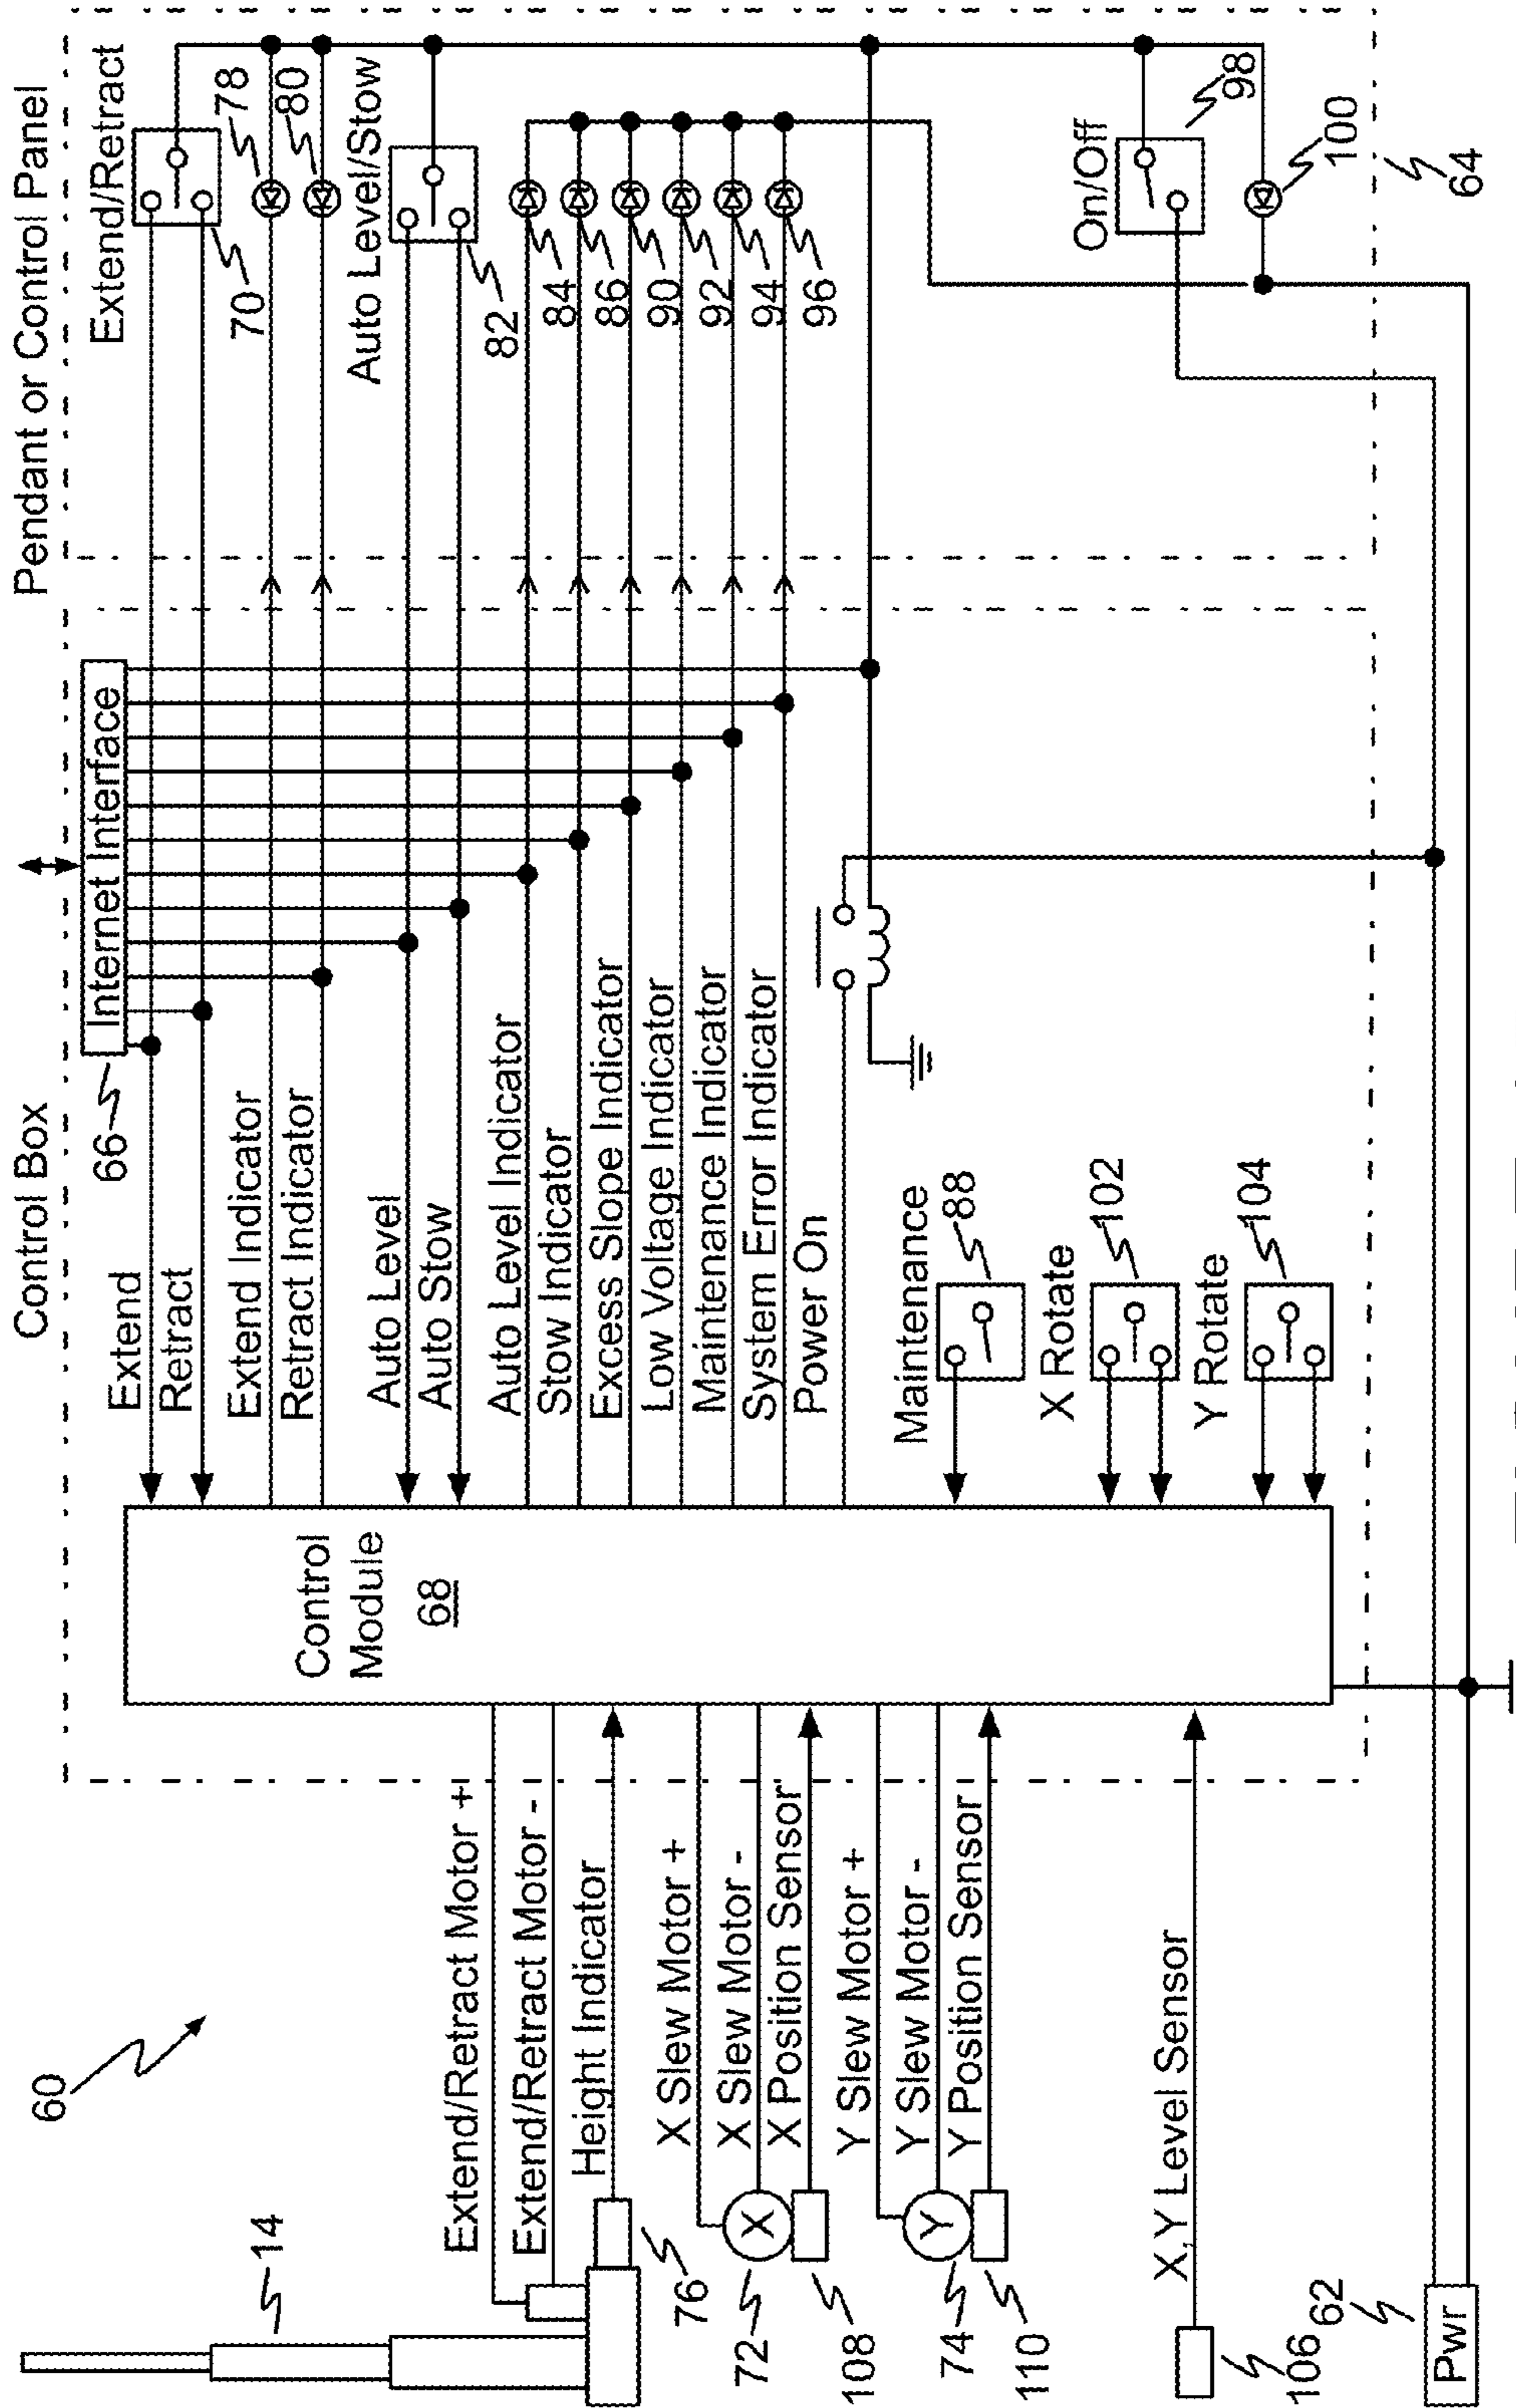 60
14
Extend/Retract Motor +
Extend/Retract Motor -
Height Indicator
76
X Slew Motor +
X Slew Motor -
X Position Sensor
72
108
Y Slew Motor +
Y Slew Motor -
Y Position Sensor
74
110
X
Y
X,Y Level Sensor
106
62
Pwr
Control Box
Control
Module
68
66
Internet Interface
Extend
Retract
Extend Indicator
Retract Indicator
Auto Level
Auto Stow
Auto Level Indicator
Stow Indicator
Excess Slope Indicator
Low Voltage Indicator
Maintenance Indicator
System Error Indicator
Power On
Maintenance
88
X Rotate
102
Y Rotate
104
Pendant or Control Panel
Extend/Retract
70
78
80
Auto Level/Stow
82
84
86
90
92
94
96
On/Off
98
100
64